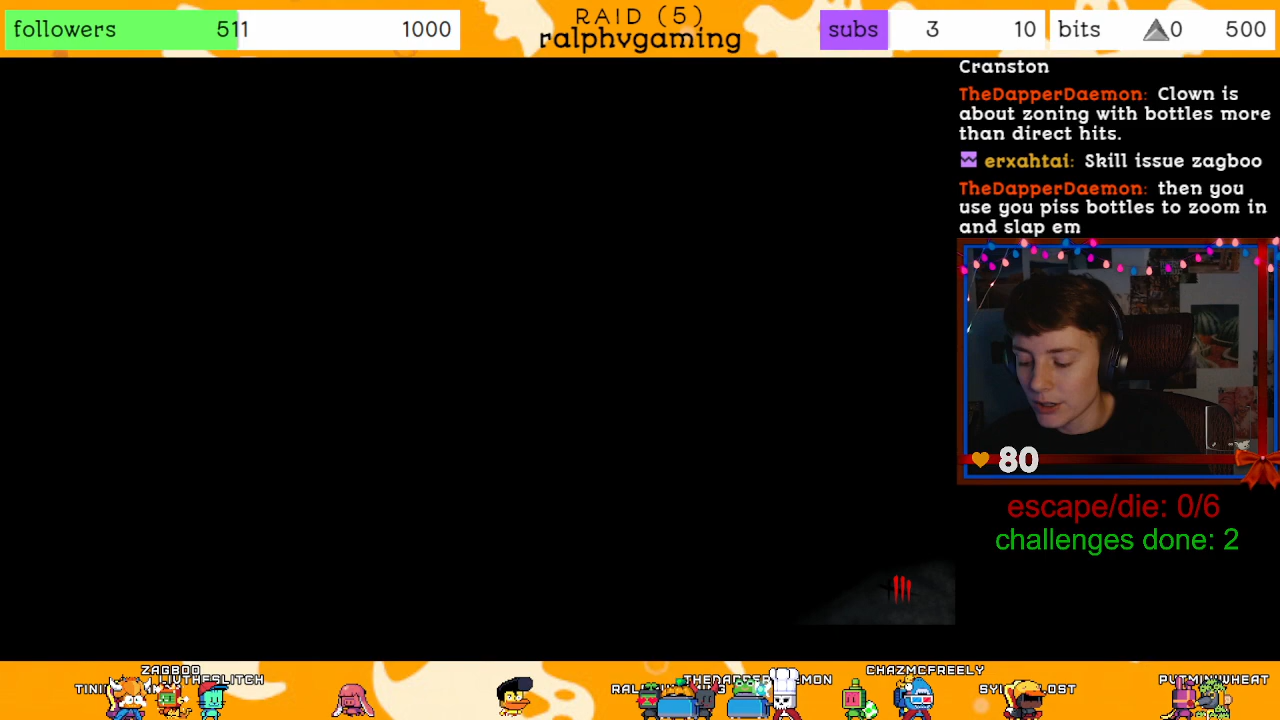 followers 511 1000
RAID (5)
ralphvgaming
subs 3 10
bits 0 500
Cranston
TheDapperDaemon: Clown is
about zoning with bottles more
than direct hits.
erxahtai: Skill issue zagboo
TheDapperDaemon: then you
use you piss bottles to zoom in
and slap em
80
escape/die: 0/6
challenges done: 2
ZAGBOO
CHAZMCFREELY